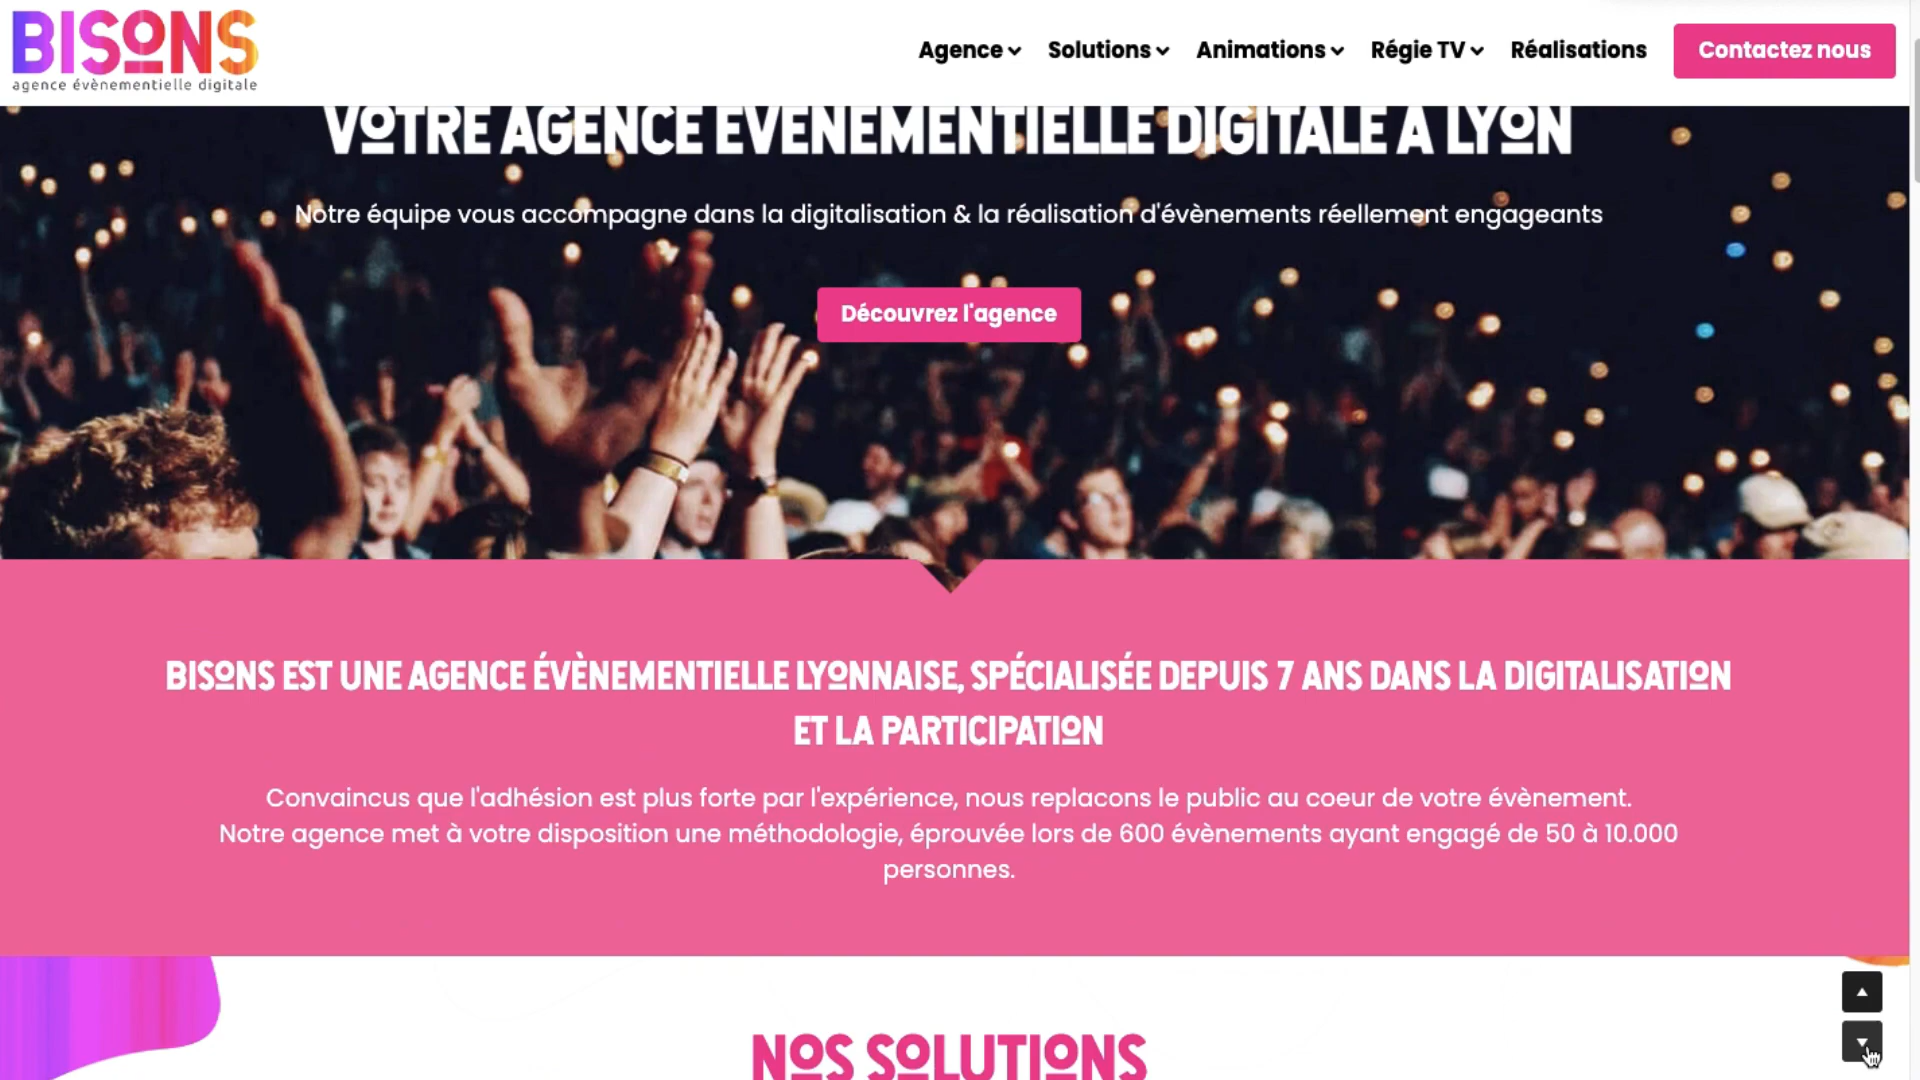 BISONS
agence évènementielle digitale
Agence
Solutions
Animations
Régie TV
Réalisations
Contactez nous
VOTRE AGENCE ÉVÈNEMENTIELLE DIGITALE À LYON
Notre équipe vous accompagne dans la digitalisation & la réalisation d'évènements réellement engageants
Découvrez l'agence
BISONS EST UNE AGENCE ÉVÈNEMENTIELLE LYONNAISE, SPÉCIALISÉE DEPUIS 7 ANS DANS LA DIGITALISATION
ET LA PARTICIPATION
Convaincus que l'adhésion est plus forte par l'expérience, nous replacons le public au coeur de votre évènement.
Notre agence met à votre disposition une méthodologie, éprouvée lors de 600 évènements ayant engagé de 50 à 10.000
personnes.
NOS SOLUTIONS